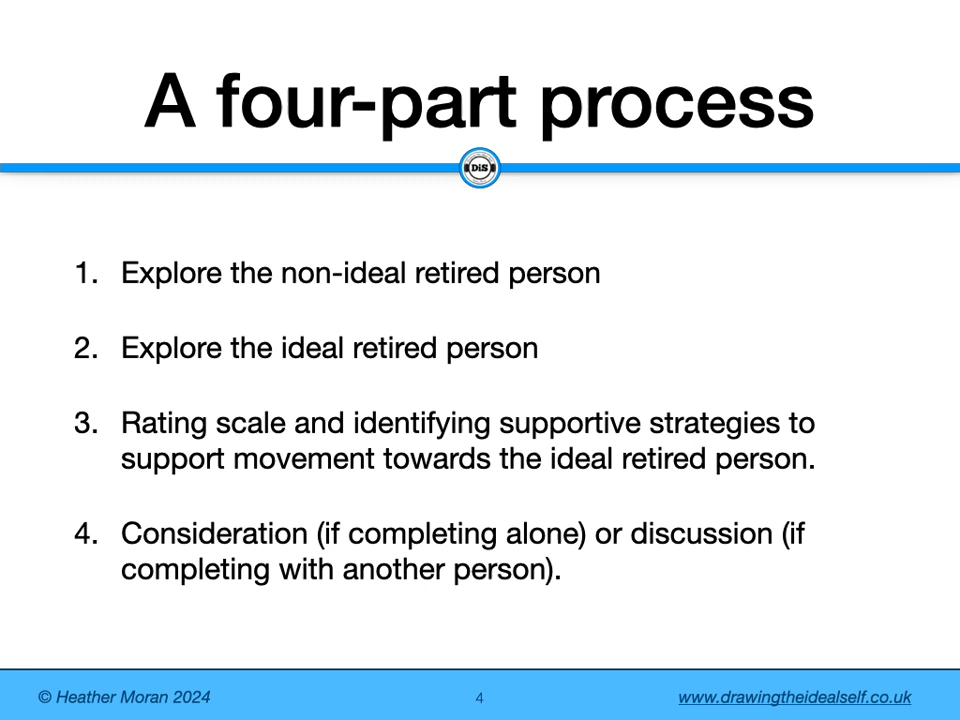 A four-part process
DiS
1. Explore the non-ideal retired person
2. Explore the ideal retired person
3. Rating scale and identifying supportive strategies to
support movement towards the ideal retired person.
4. Consideration (if completing alone) or discussion (if
completing with another person).
© Heather Moran 2024
4
www.drawingtheidealself.co.uk